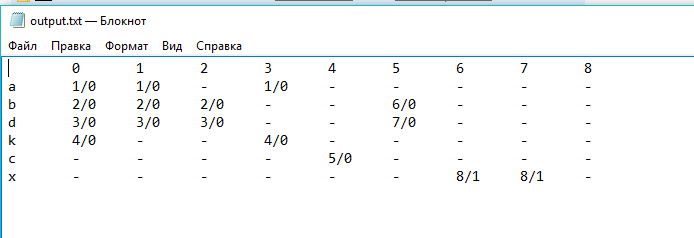 output.txt — Блокнот
Файл Правка Формат Вид Справка
0 1 2 3 4 5 6 7 8
a 1/0 1/0 - 1/0 - - - - -
b 2/0 2/0 2/0 - - 6/0 - - -
d 3/0 3/0 3/0 - - 7/0 - - -
k 4/0 - - 4/0 - - - - -
c - - - - 5/0 - - - -
x - - - - - - 8/1 8/1 -